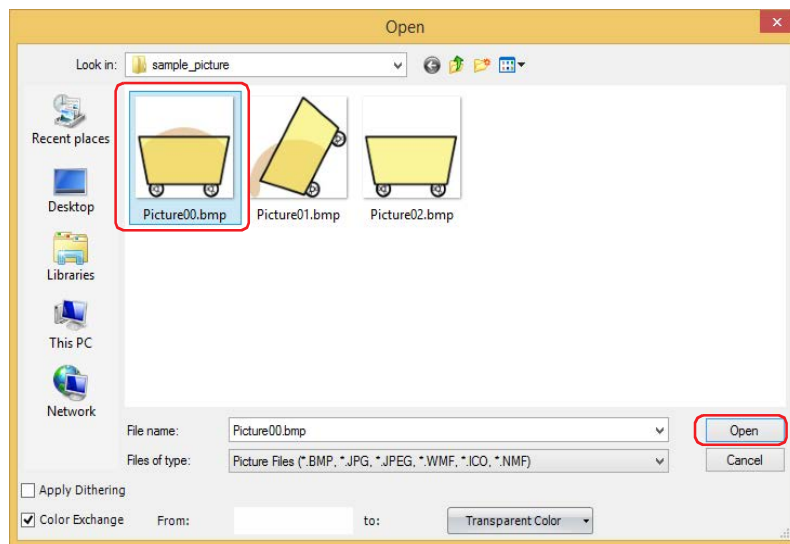 Open
Look in: sample_picture
Recent places
Desktop
Libraries
This PC
Network
Picture00.bmp Picture01.bmp Picture02.bmp
File name: Picture00.bmp Open
Files of type: Picture Files (*.BMP, *.JPG, *.JPEG, *.WMF, *.ICO, *.NMF) Cancel
Apply Dithering
Color Exchange From: to: Transparent Color